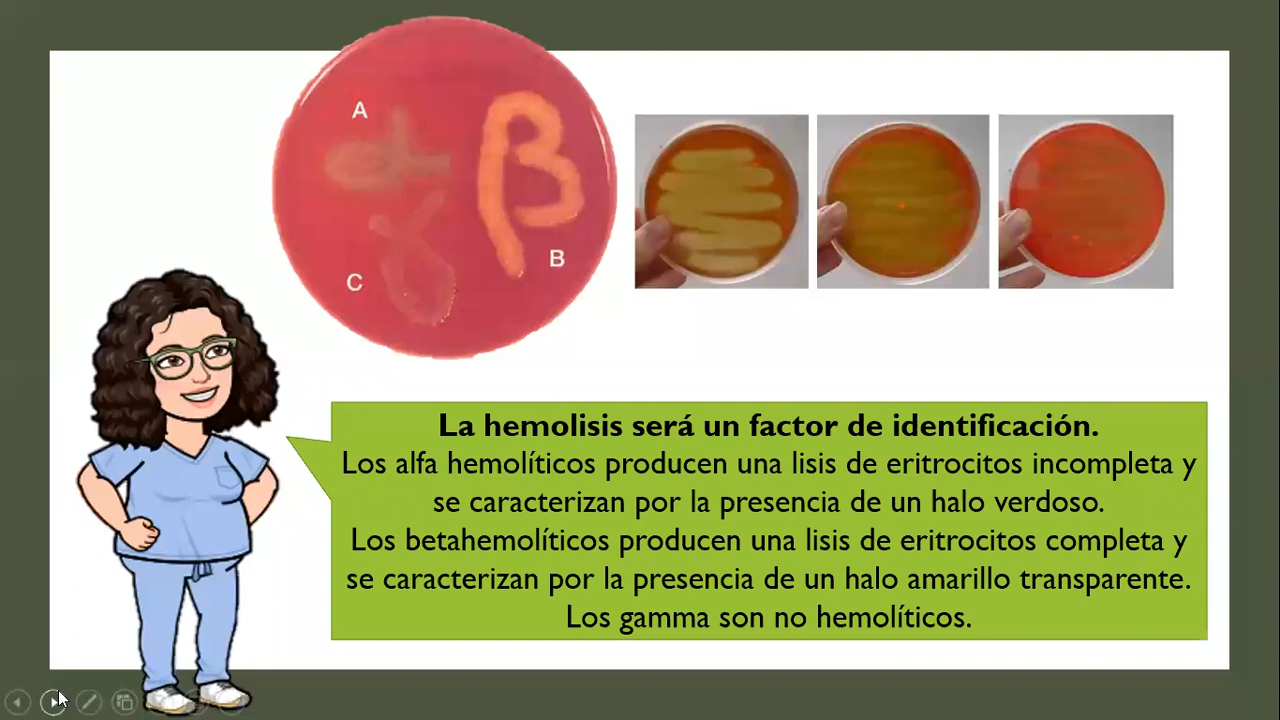 A
B
C
La hemolisis será un factor de identificación.
Los alfa hemolíticos producen una lisis de eritrocitos incompleta y
se caracterizan por la presencia de un halo verdoso.
Los betahemolíticos producen una lisis de eritrocitos completa y
se caracterizan por la presencia de un halo amarillo transparente.
Los gamma son no hemolíticos.